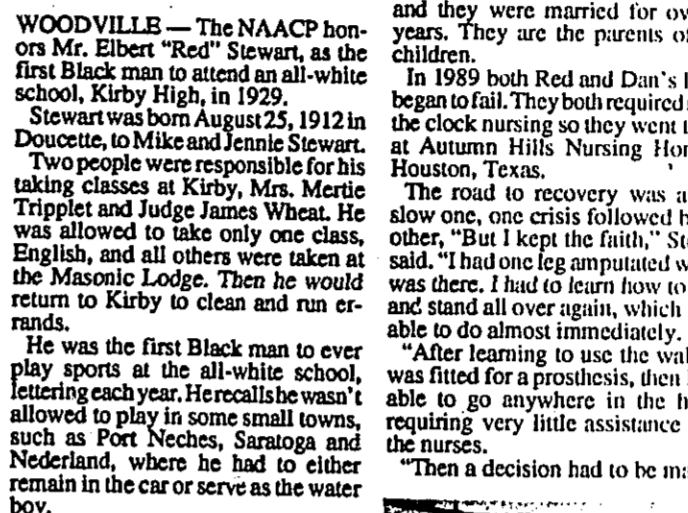 WOODVILLE — The NAACP hon-
ors Mr. Elbert "Red" Stewart, as the
first Black man to attend an all-white
school, Kirby High, in 1929.
Stewart was born August 25, 1912 in
Doucette, to Mike and Jennie Stewart.
Two people were responsible for his
taking classes at Kirby, Mrs. Mertie
Tripplet and Judge James Wheat. He
was allowed to take only one class,
English, and all others were taken at
the Masonic Lodge. Then he would
return to Kirby to clean and run er-
rands.
He was the first Black man to ever
play sports at the all-white school,
lettering each year. He recalls he wasn't
allowed to play in some small towns,
such as Port Neches, Saratoga and
Nederland, where he had to either
remain in the car or serve as the water
boy.
and they were married for
years. They are the parents
children.
In 1989 both Red and Dan's
began to fail. They both required
the clock nursing so they went
at Autumn Hills Nursing
Houston, Texas.
The road to recovery was a
slow one, one crisis followed
other, "But I kept the faith,"
said. "I had one leg amputated
was there. I had to learn how to
and stand all over again, which
able to do almost immediately.
"After learning to use the
was fitted for a prosthesis, then
able to go anywhere in the
requiring very little assistance
the nurses.
"Then a decision had to be